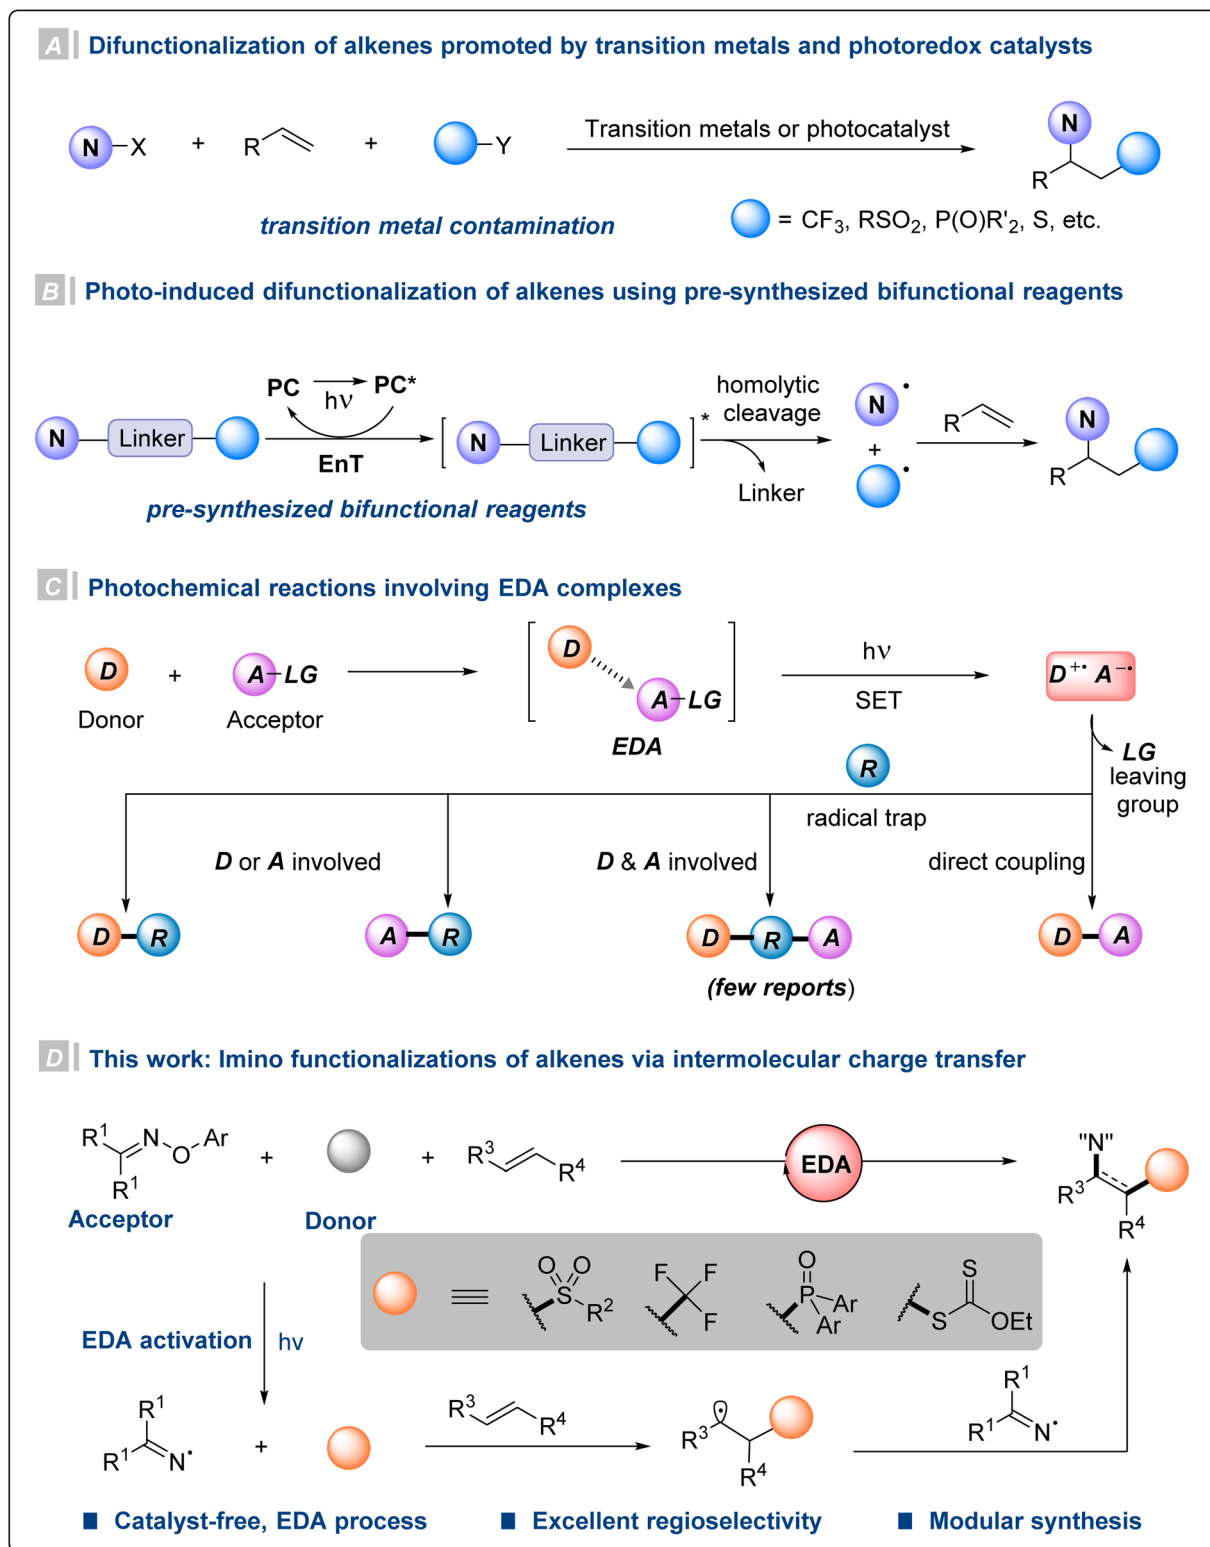 A Difunctionalization of alkenes promoted by transition metals and photoredox catalysts
N-X + R + -Y Transition metals or photocatalyst N R
transition metal contamination
= CF3, RSO2, P(O)R'2, S, etc.
B Photo-induced difunctionalization of alkenes using pre-synthesized bifunctional reagents
PC hν PC*
EnT
N Linker
[N Linker]*
homolytic
cleavage
Linker
N•
+
•
R
N
R
pre-synthesized bifunctional reagents
C Photochemical reactions involving EDA complexes
D + A-LG
Donor Acceptor
D
A-LG
EDA
hν
SET
D+• A−•
LG
leaving
group
R
radical trap
D or A involved
D & A involved
direct coupling
D-R
A-R
D-R-A
D-A
(few reports)
D This work: Imino functionalizations of alkenes via intermolecular charge transfer
R1 N O Ar
R1
+ + R3 R4
EDA
"N"
R3
R4
Acceptor
Donor
≡
O O
S R2
F F
F
O
P Ar
Ar
S
S OEt
EDA activation hν
R1
R1 N•
+
R3 R4
R3 •
R4
R1
R1 N•
Catalyst-free, EDA process
Excellent regioselectivity
Modular synthesis